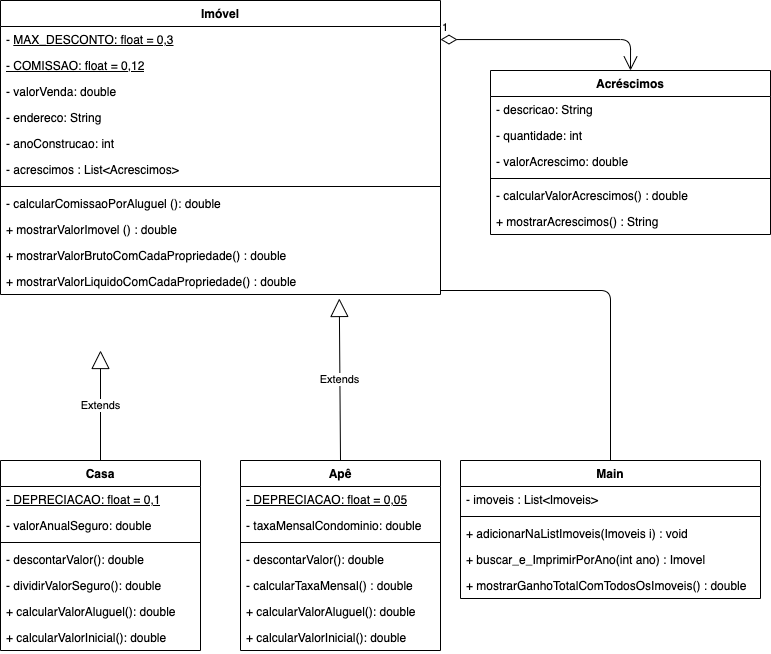 Imóvel
- MAX_DESCONTO: float = 0,3
- COMISSAO: float = 0,12
- valorVenda: double
- endereco: String
- anoConstrucao: int
- acrescimos : List<Acrescimos>
- calcularComissaoPorAluguel (): double
+ mostrarValorImovel () : double
+ mostrarValorBrutoComCadaPropriedade() : double
+ mostrarValorLiquidoComCadaPropriedade() : double
1
Acréscimos
- descricao: String
- quantidade: int
- valorAcrescimo: double
- calcularValorAcrescimos() : double
+ mostrarAcrescimos() : String
Extends
Extends
Casa
- DEPRECIACAO: float = 0,1
- valorAnualSeguro: double
- descontarValor(): double
- dividirValorSeguro(): double
+ calcularValorAluguel(): double
+ calcularValorInicial(): double
Apê
- DEPRECIACAO: float = 0,05
- taxaMensalCondominio: double
- descontarValor(): double
- calcularTaxaMensal() : double
+ calcularValorAluguel(): double
+ calcularValorInicial(): double
Main
- imoveis : List<Imoveis>
+ adicionarNaListImoveis(Imoveis i) : void
+ buscar_e_ImprimirPorAno(int ano) : Imovel
+ mostrarGanhoTotalComTodosOsImoveis() : double